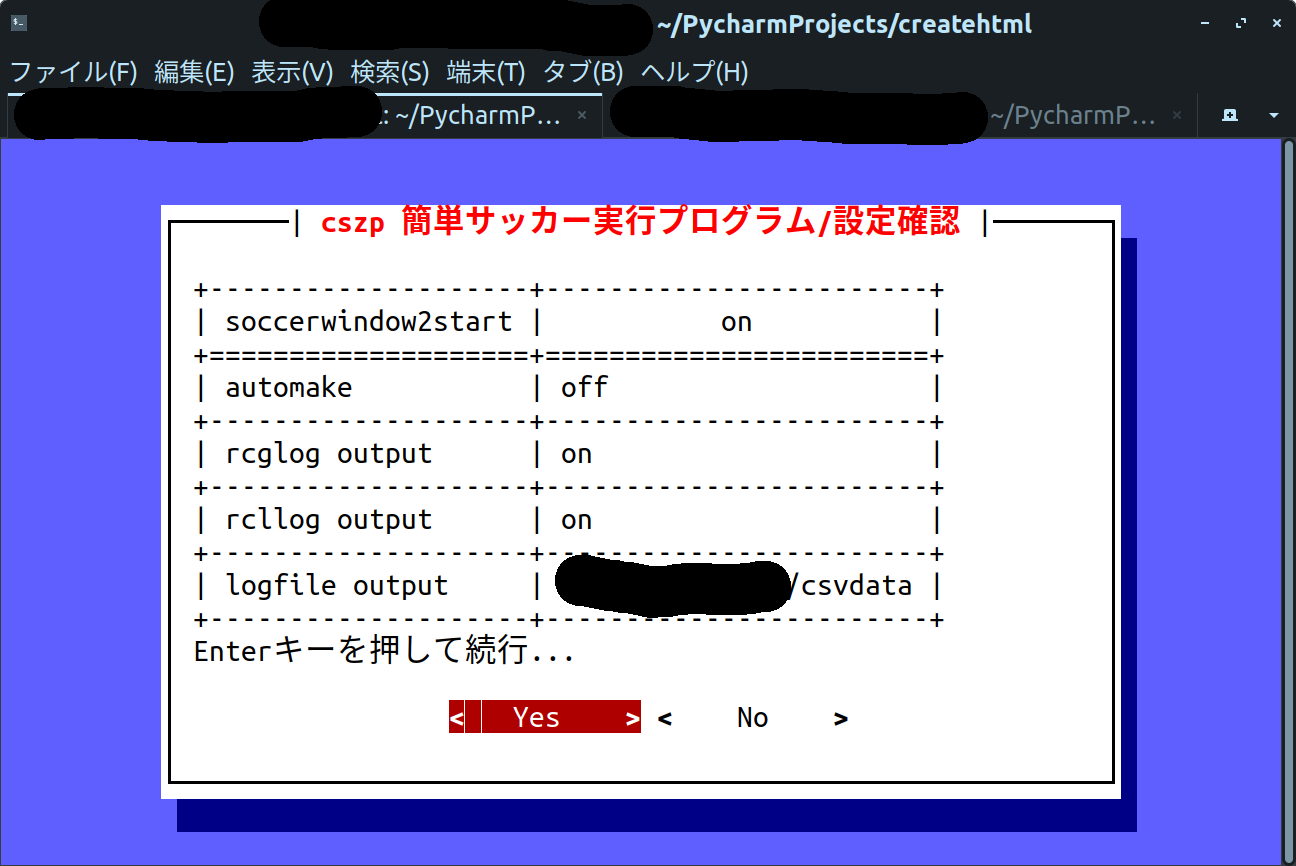 ~/PycharmProjects/createhtml
ファイル(F) 編集(E) 表示(V) 検索(S) 端末(T) タブ(B) ヘルプ(H)
: ~/PycharmP… × ~/PycharmP… ×
| cszp 簡単サッカー実行プログラム/設定確認 |
+--------------------+------------------------+
| soccerwindow2start | on |
+====================+========================+
| automake | off |
+--------------------+------------------------+
| rcglog output | on |
+--------------------+------------------------+
| rcllog output | on |
+--------------------+------------------------+
| logfile output | /csvdata |
+--------------------+------------------------+
Enterキーを押して続行...
< Yes > < No >